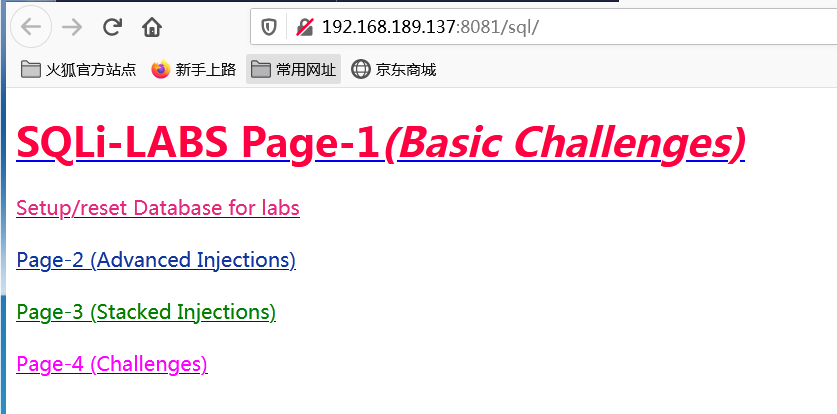 192.168.189.137:8081/sql/
火狐官方站点 新手上路 常用网址 京东商城
SQLi-LABS Page-1(Basic Challenges)
Setup/reset Database for labs
Page-2 (Advanced Injections)
Page-3 (Stacked Injections)
Page-4 (Challenges)